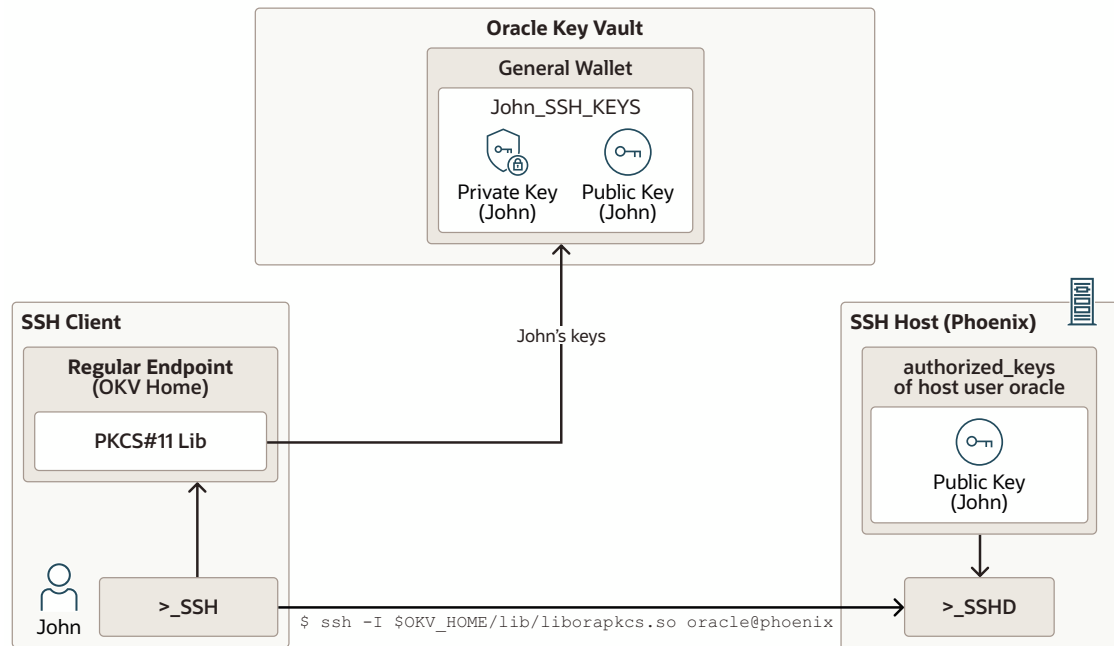 Oracle Key Vault
General Wallet
John_SSH_KEYS
Private Key
(John)
Public Key
(John)
John's keys
SSH Client
Regular Endpoint
(OKV Home)
PKCS#11 Lib
John
>_SSH
$ ssh -I $OKV_HOME/lib/liborapkcs.so oracle@phoenix
SSH Host (Phoenix)
authorized_keys
of host user oracle
Public Key
(John)
>_SSHD